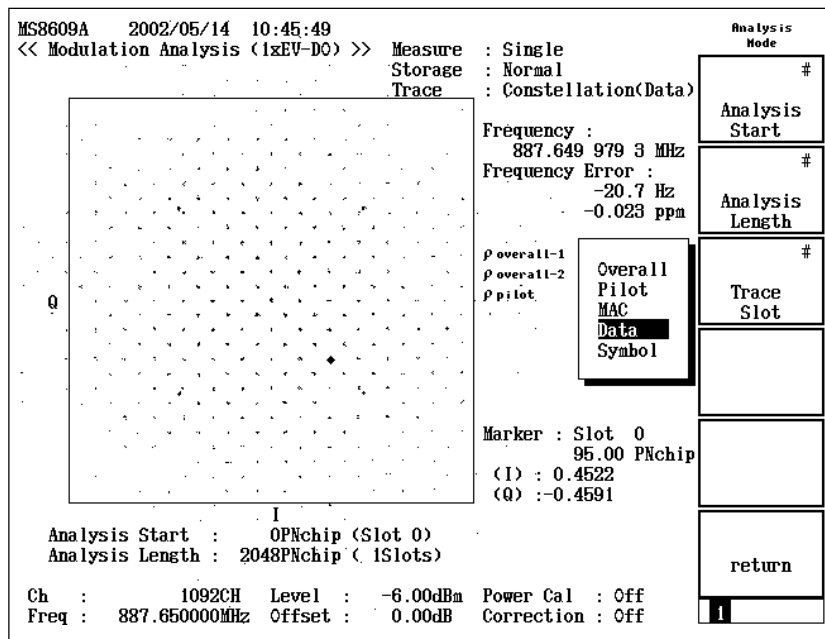 MS8609A 2002/05/14 10:45:49
<< Modulation Analysis (1xEV-DO) >> Measure : Single
Storage : Normal
Trace : Constellation(Data)
Frequency :
887.649 979 3 MHz
Frequency Error :
-20.7 Hz
-0.023 ppm
ρ overall-1
ρ overall-2
ρ pilot
Overall
Pilot
MAC
Data
Symbol
Q
Marker : Slot 0
95.00 PNchip
(I) : 0.4522
(Q) :-0.4591
I
Analysis Start : 0PNchip (Slot 0)
Analysis Length : 2048PNchip ( 1Slots)
Ch : 1092CH Level : -6.00dBm Power Cal : Off
Freq : 887.650000MHz Offset : 0.00dB Correction : Off
Analysis
Mode
#
Analysis
Start
#
Analysis
Length
#
Trace
Slot
return
1